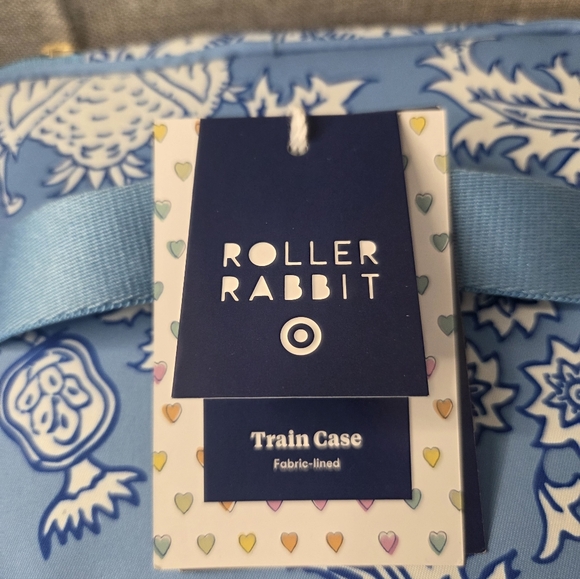 ROLLER
RABBIT
Train Case
Fabric-lined